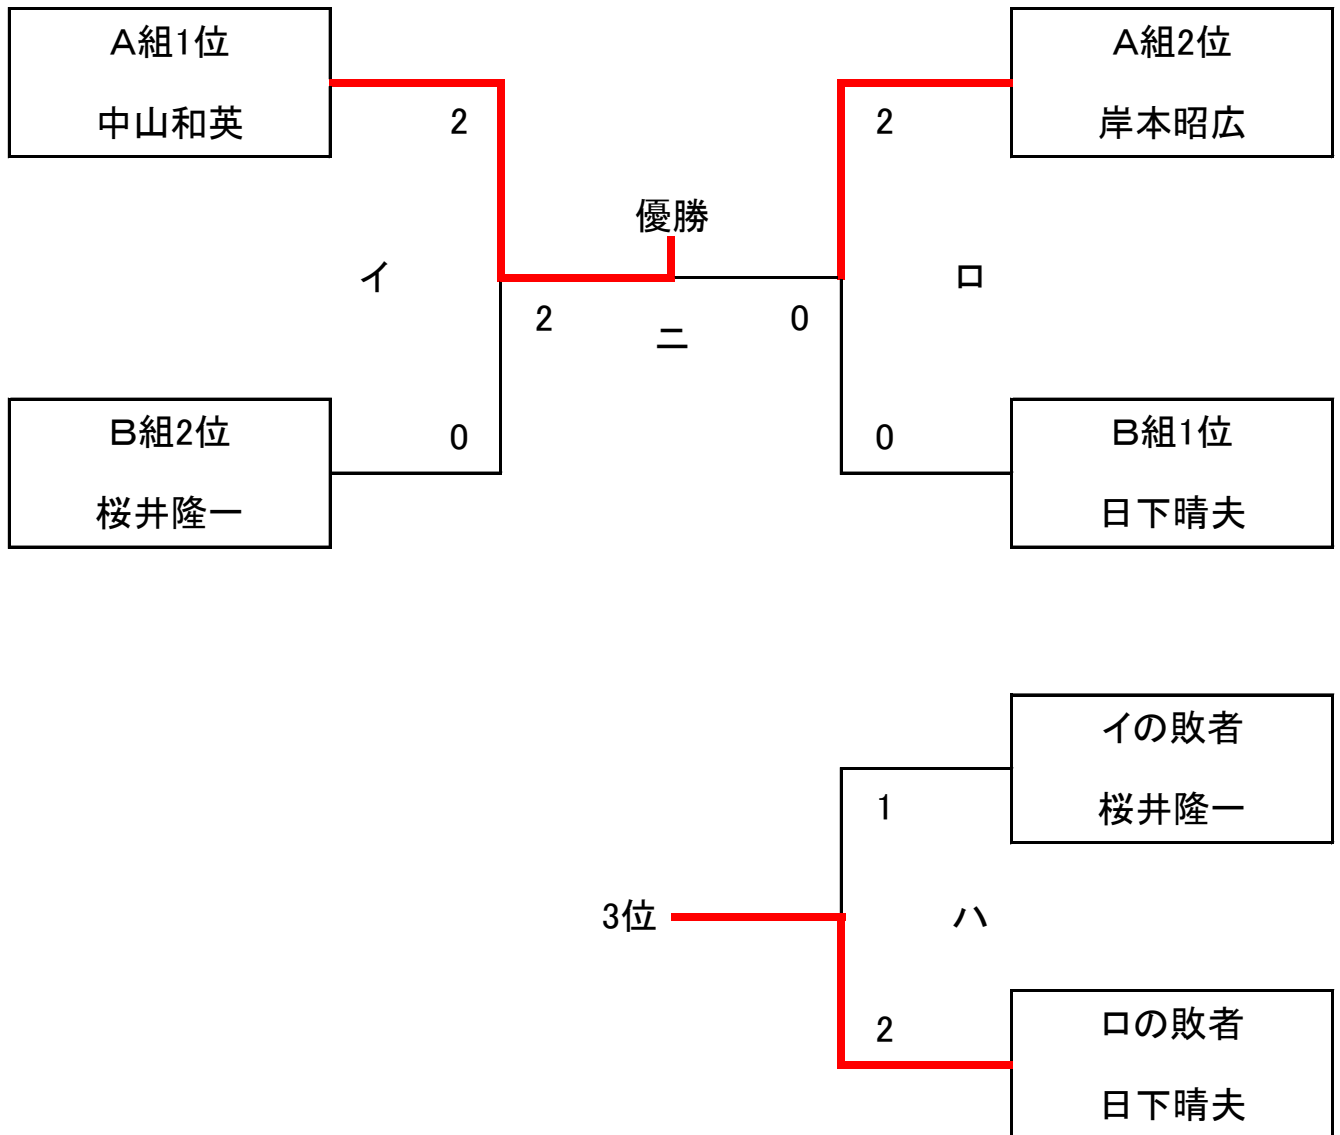 A組1位
中山和英
2
A組2位
岸本昭広
2
優勝
イ
ロ
2
ニ
0
B組2位
桜井隆一
0
B組1位
日下晴夫
0
イの敗者
桜井隆一
1
3位
ハ
2
ロの敗者
日下晴夫